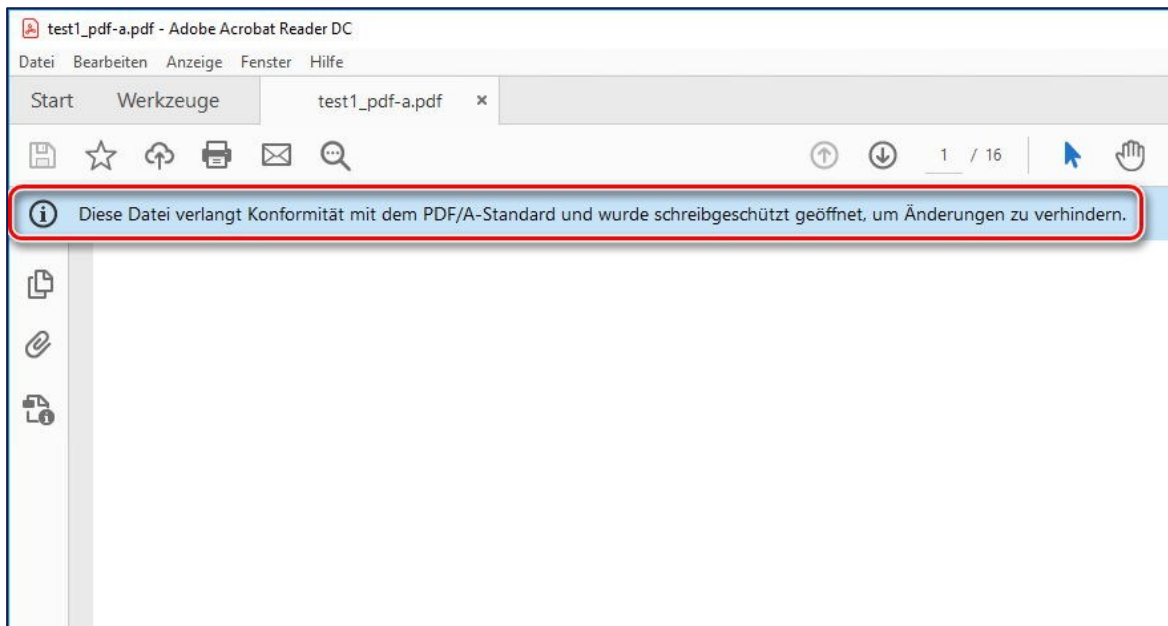 test1_pdf-a.pdf - Adobe Acrobat Reader DC
Datei Bearbeiten Anzeige Fenster Hilfe
Start Werkzeuge test1_pdf-a.pdf ×
1 / 16
Diese Datei verlangt Konformität mit dem PDF/A-Standard und wurde schreibgeschützt geöffnet, um Änderungen zu verhindern.